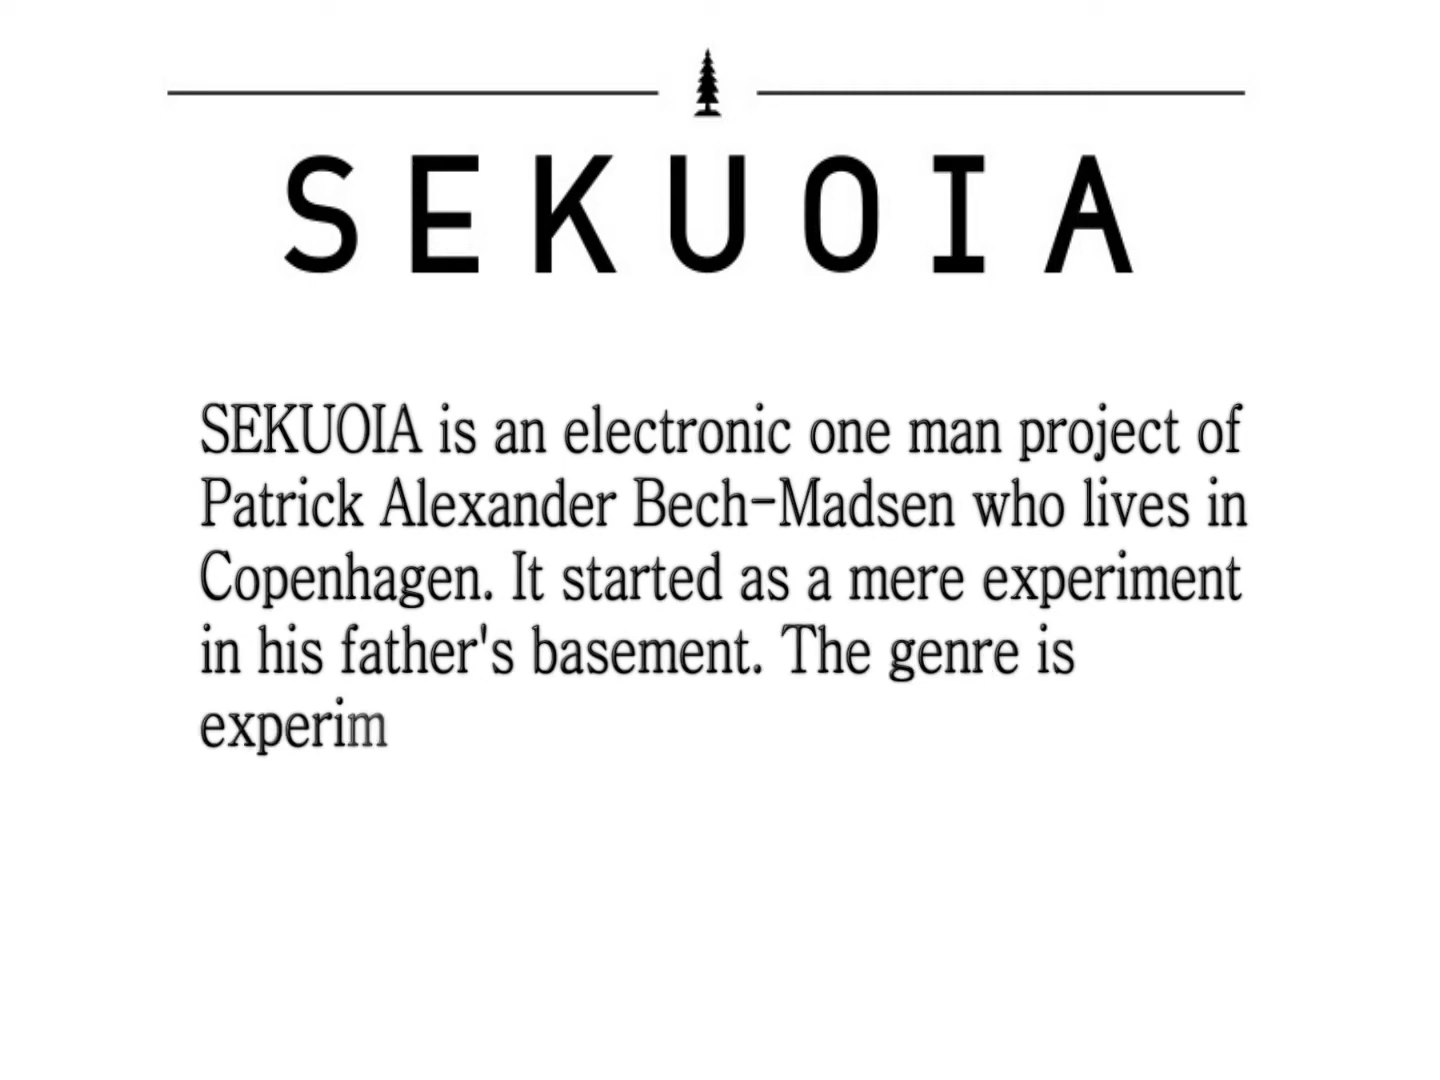 SEKUOIA
SEKUOIA is an electronic one man project of
Patrick Alexander Bech-Madsen who lives in
Copenhagen. It started as a mere experiment
in his father's basement. The genre is
experim